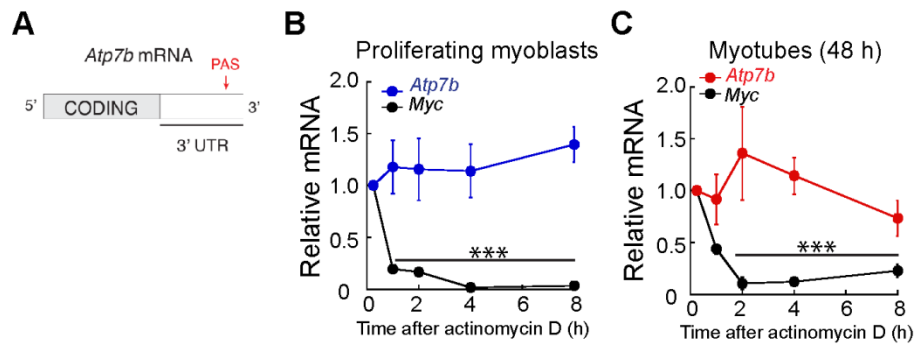 A
Atp7b mRNA
PAS
5’
CODING
3’
3’ UTR
B
Proliferating myoblasts
Relative mRNA
2.0
1.5
1.0
0.5
0
Atp7b
Myc
***
0
2
4
6
8
Time after actinomycin D (h)
C
Myotubes (48 h)
Relative mRNA
2.0
1.5
1.0
0.5
0
Atp7b
Myc
***
0
2
4
6
8
Time after actinomycin D (h)